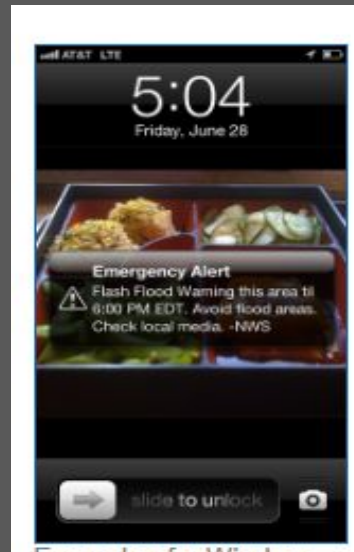 AT&T LTE
5:04
Friday, June 28
Emergency Alert
Flash Flood Warning this area til
6:00 PM EDT. Avoid flood areas.
Check local media. -NWS
slide to unlock